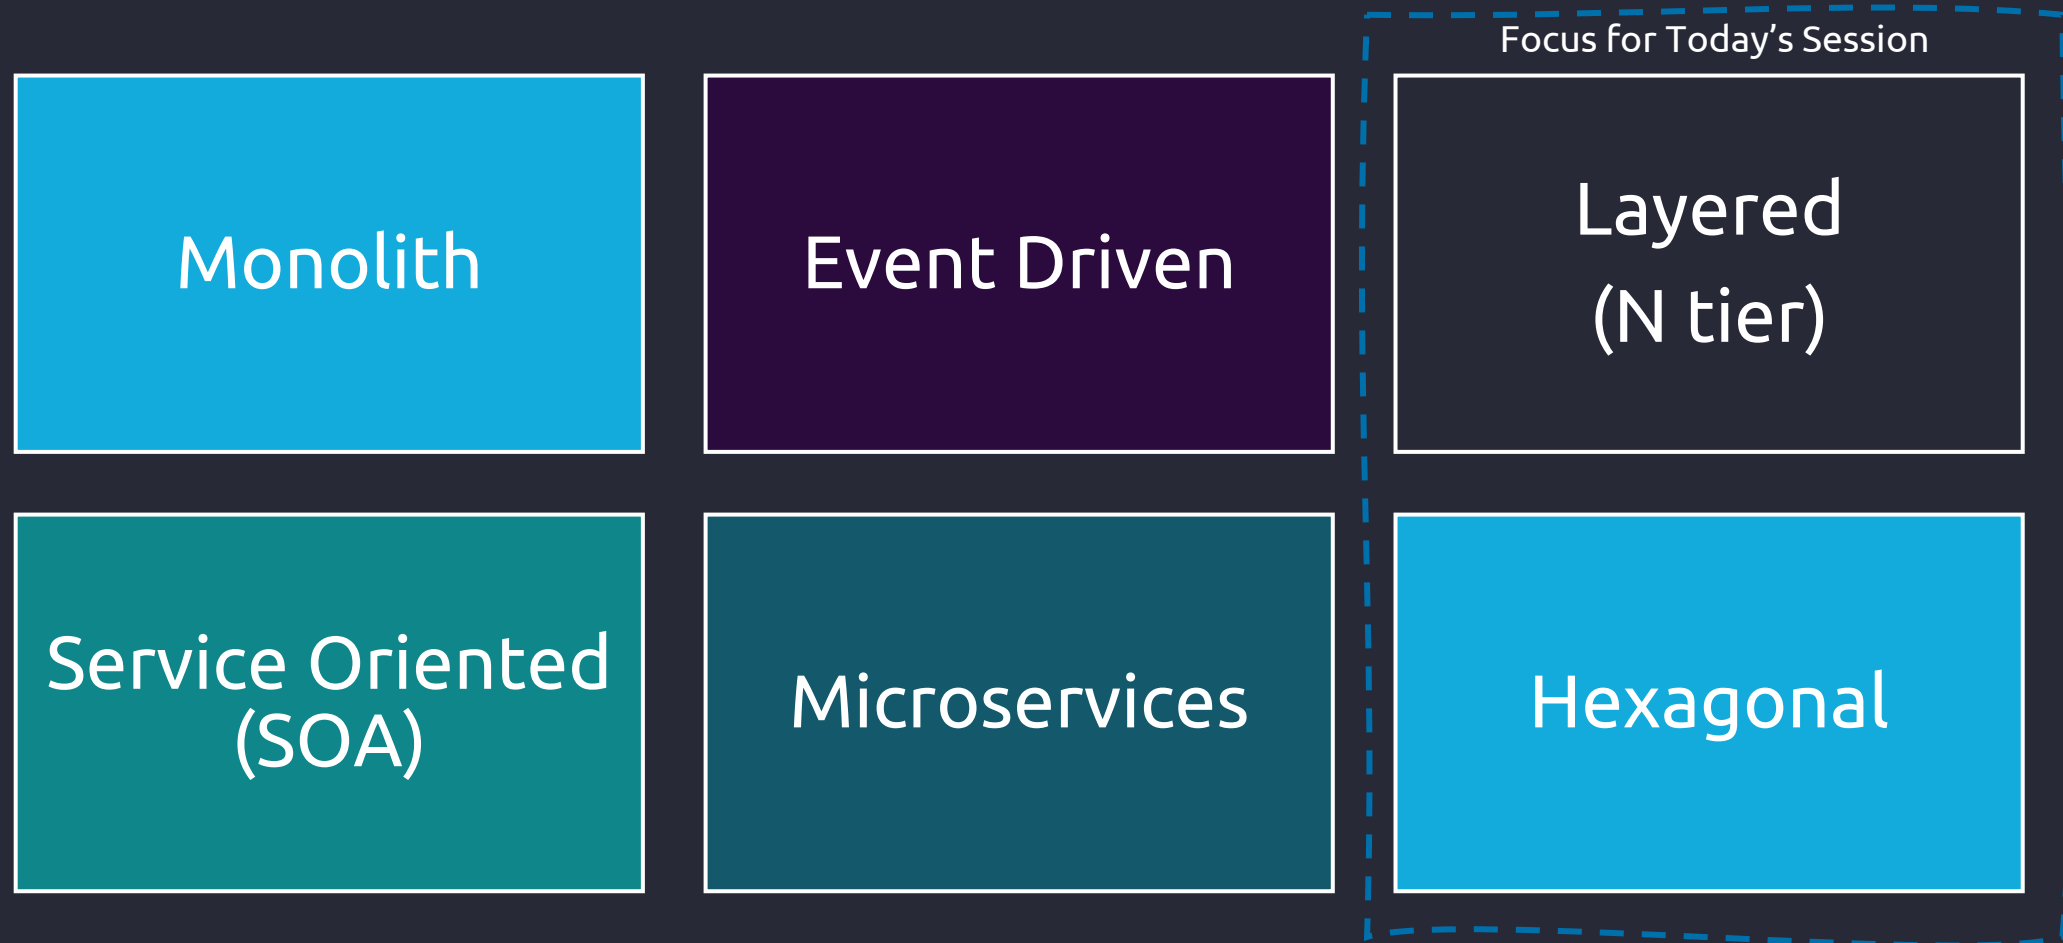 Focus for Today’s Session
Monolith
Event Driven
Layered
(N tier)
Service Oriented
(SOA)
Microservices
Hexagonal